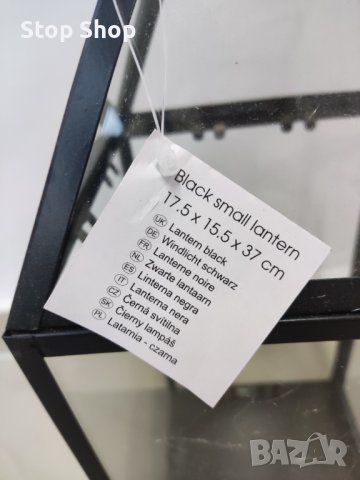 Stop Shop
Black small lantern
17.5 x 15.5 x 37 cm
UK Lantern black
DE Windlicht schwarz
FR Lanterne noire
NL Zwarte lantaarn
ES Linterna negra
IT Lanterna nera
CZ Černá svítilna
SK Čierny lampáš
PL Latarnia - czarna
BAZAR